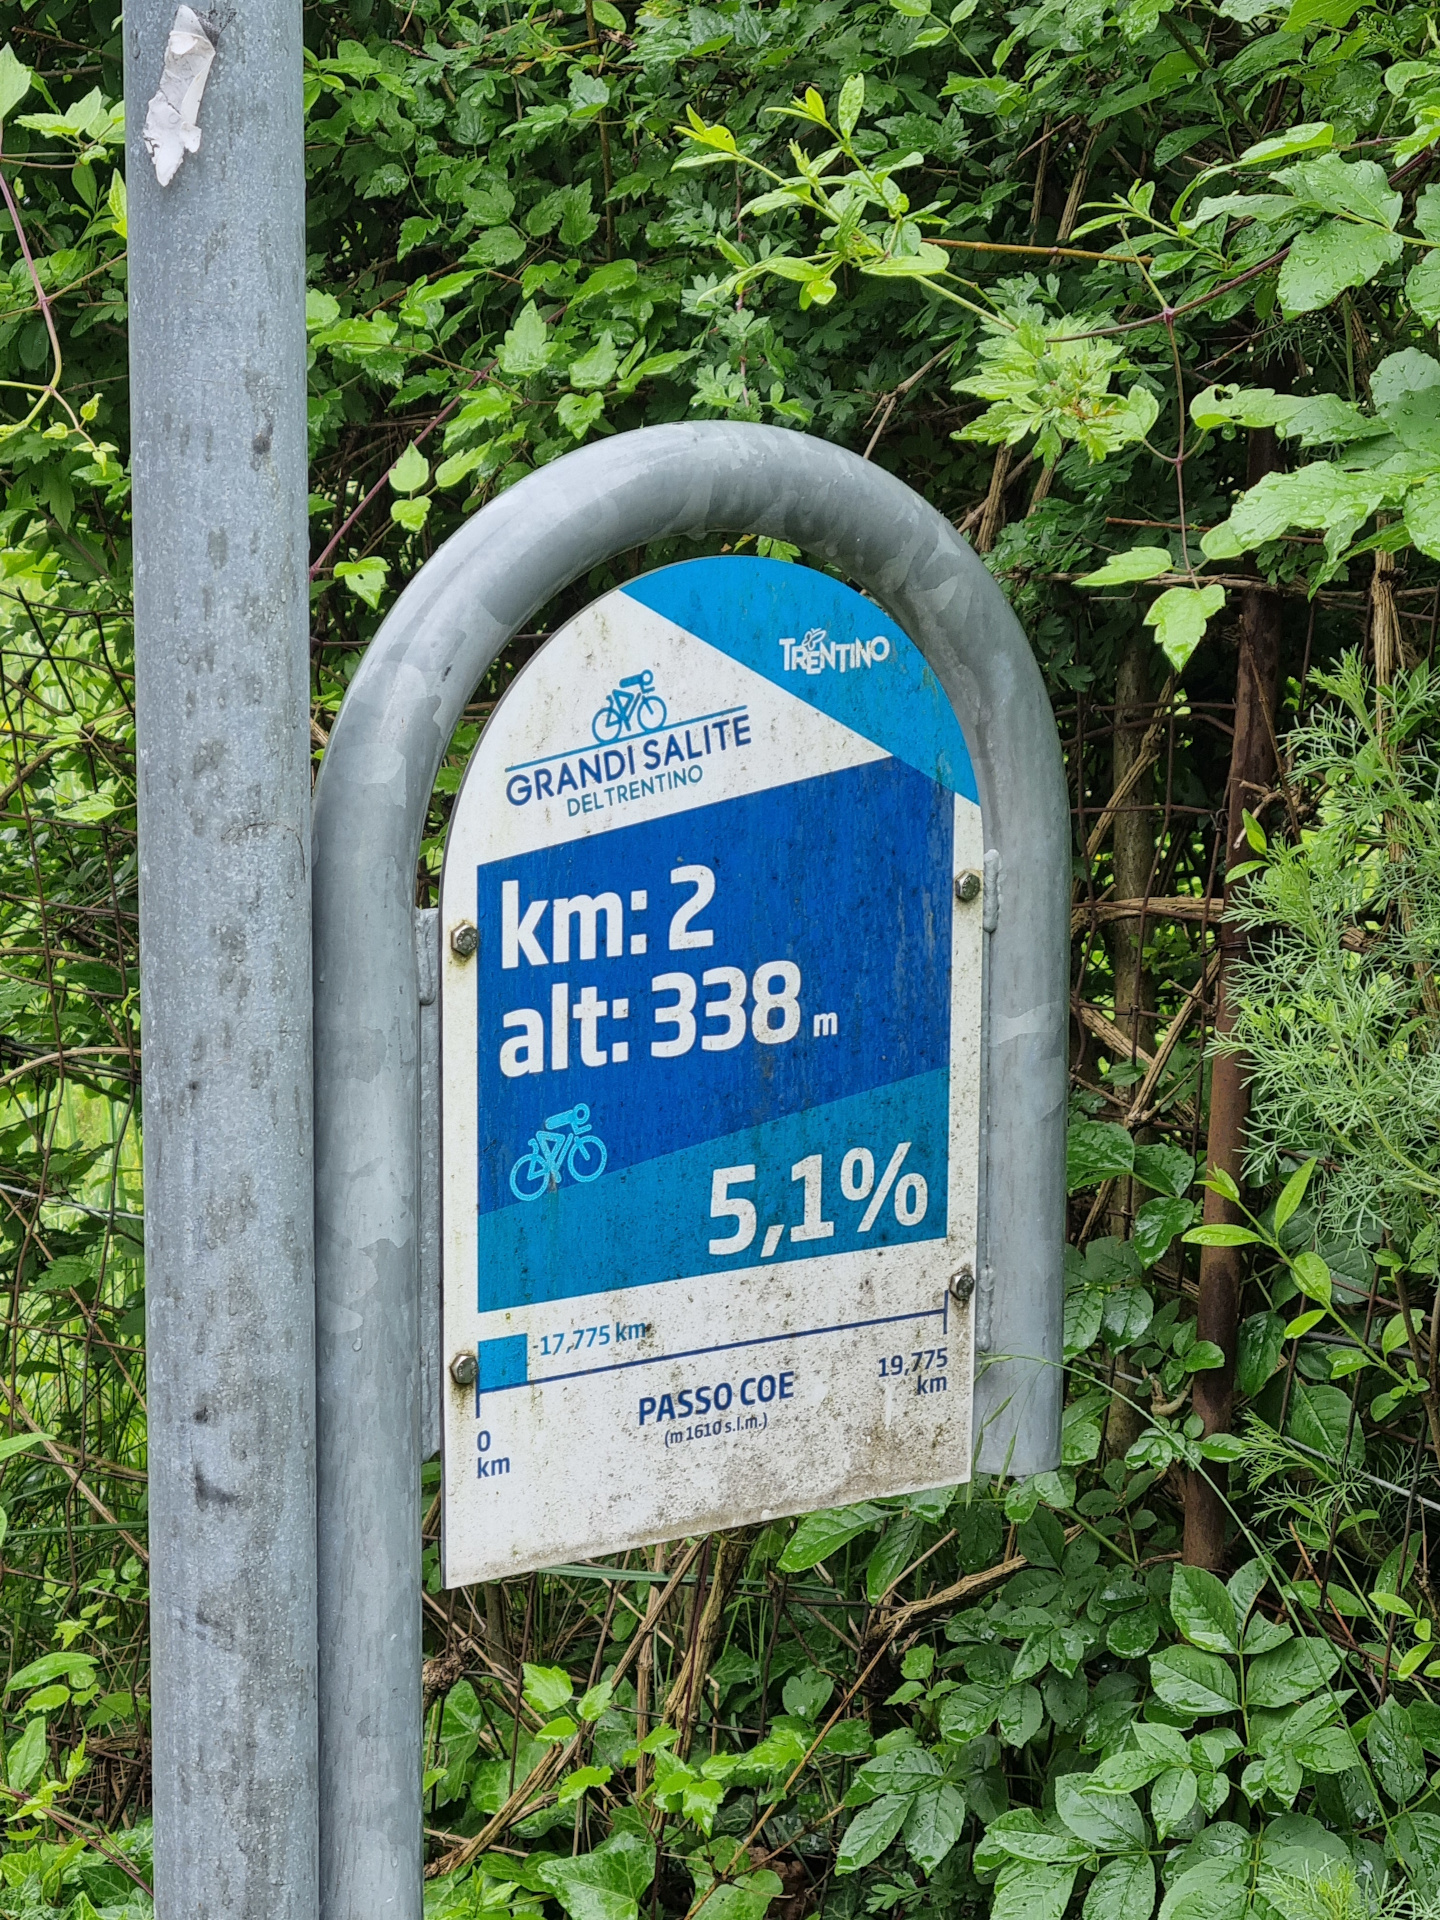 TRENTINO
GRANDI SALITE
DEL TRENTINO
km: 2
alt: 338 m
5,1%
-17,775 km
19,775
km
PASSO COE
(m 1610 s.l.m.)
0
km